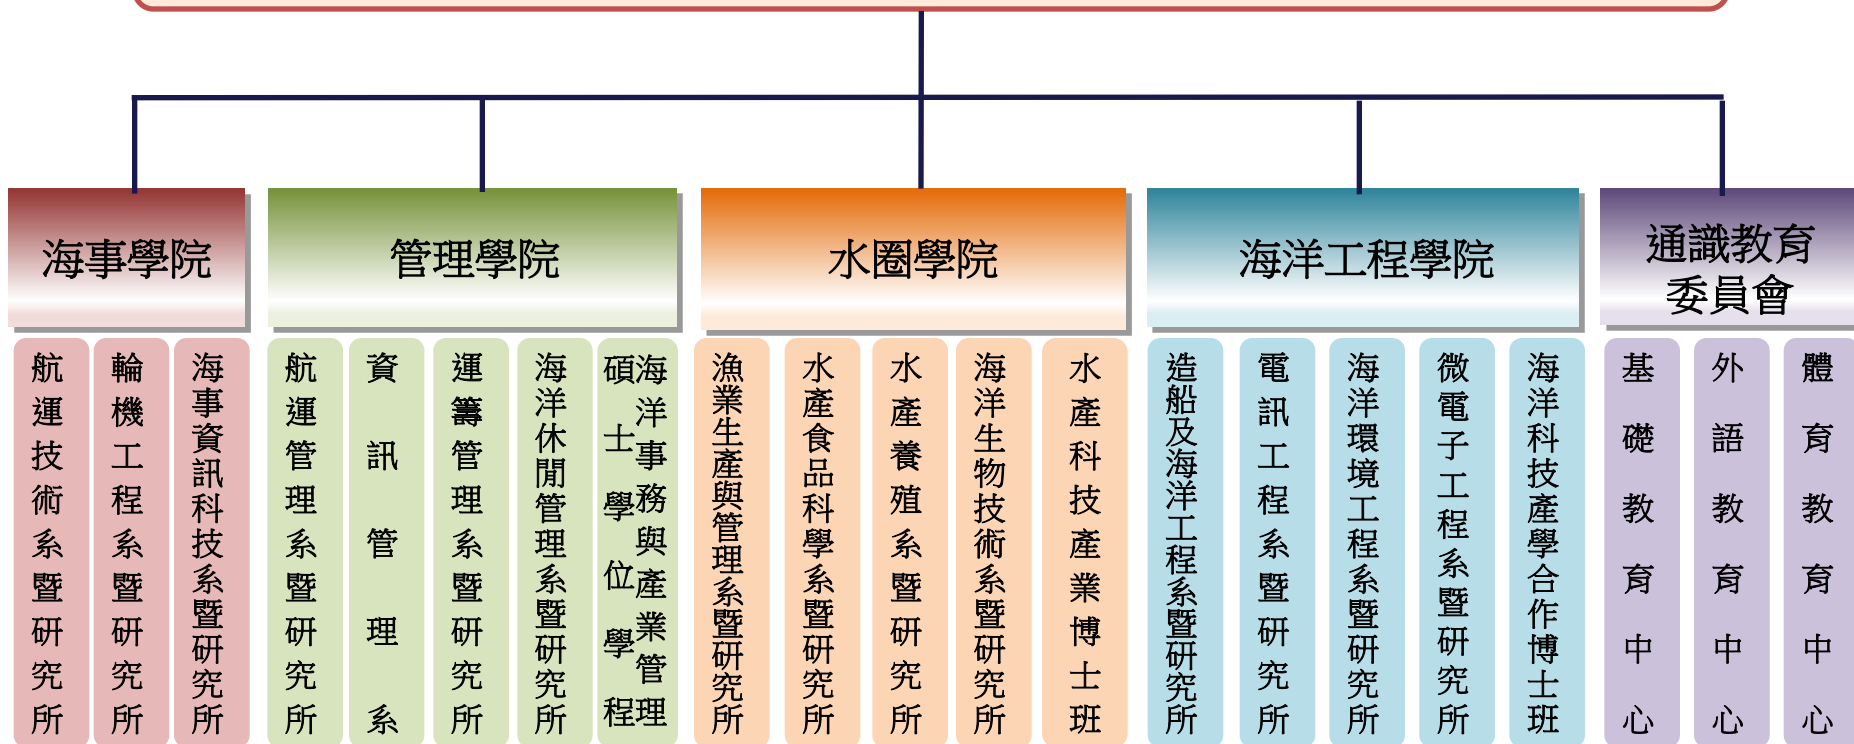 海事學院
管理學院
水圈學院
海洋工程學院
通識教育
委員會
航運技術系暨研究所
輪機工程系暨研究所
海事資訊科技系暨研究所
航運管理系暨研究所
資訊管理系
運籌管理系暨研究所
海洋休閒管理系暨研究所
海洋事務與產業管理
碩士學位學程
漁業生產與管理系暨研究所
水產食品科學系暨研究所
水產養殖系暨研究所
海洋生物技術系暨研究所
水產科技產業博士班
造船及海洋工程系暨研究所
電訊工程系暨研究所
海洋環境工程系暨研究所
微電子工程系暨研究所
海洋科技產學合作博士班
基礎教育中心
外語教育中心
體育教育中心